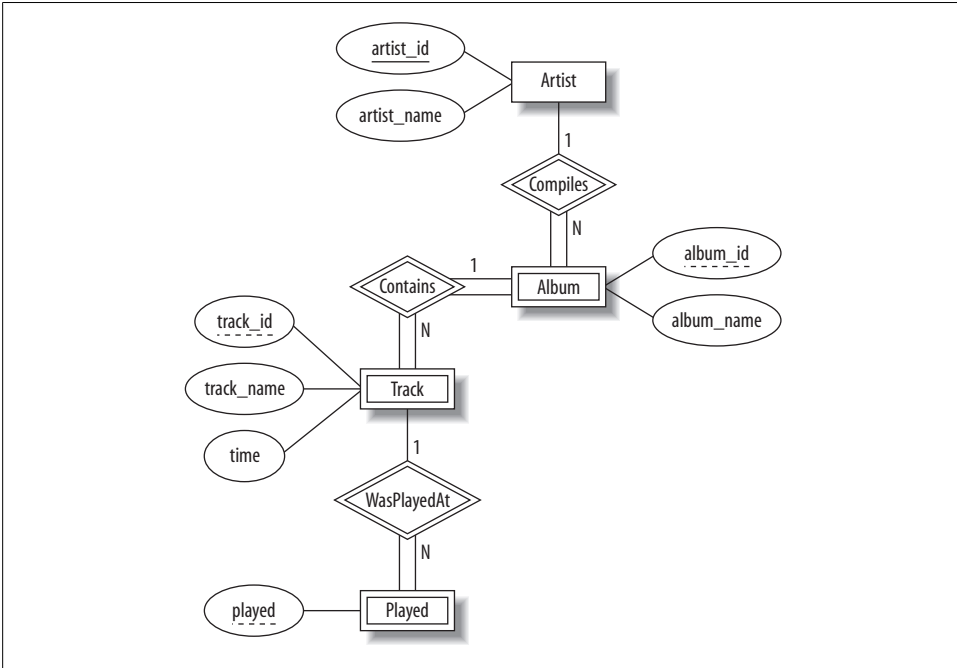 artist_id
Artist
artist_name
1
Compiles
N
album_id
1
Contains
Album
album_name
N
track_id
track_name
Track
time
1
WasPlayedAt
N
played
Played